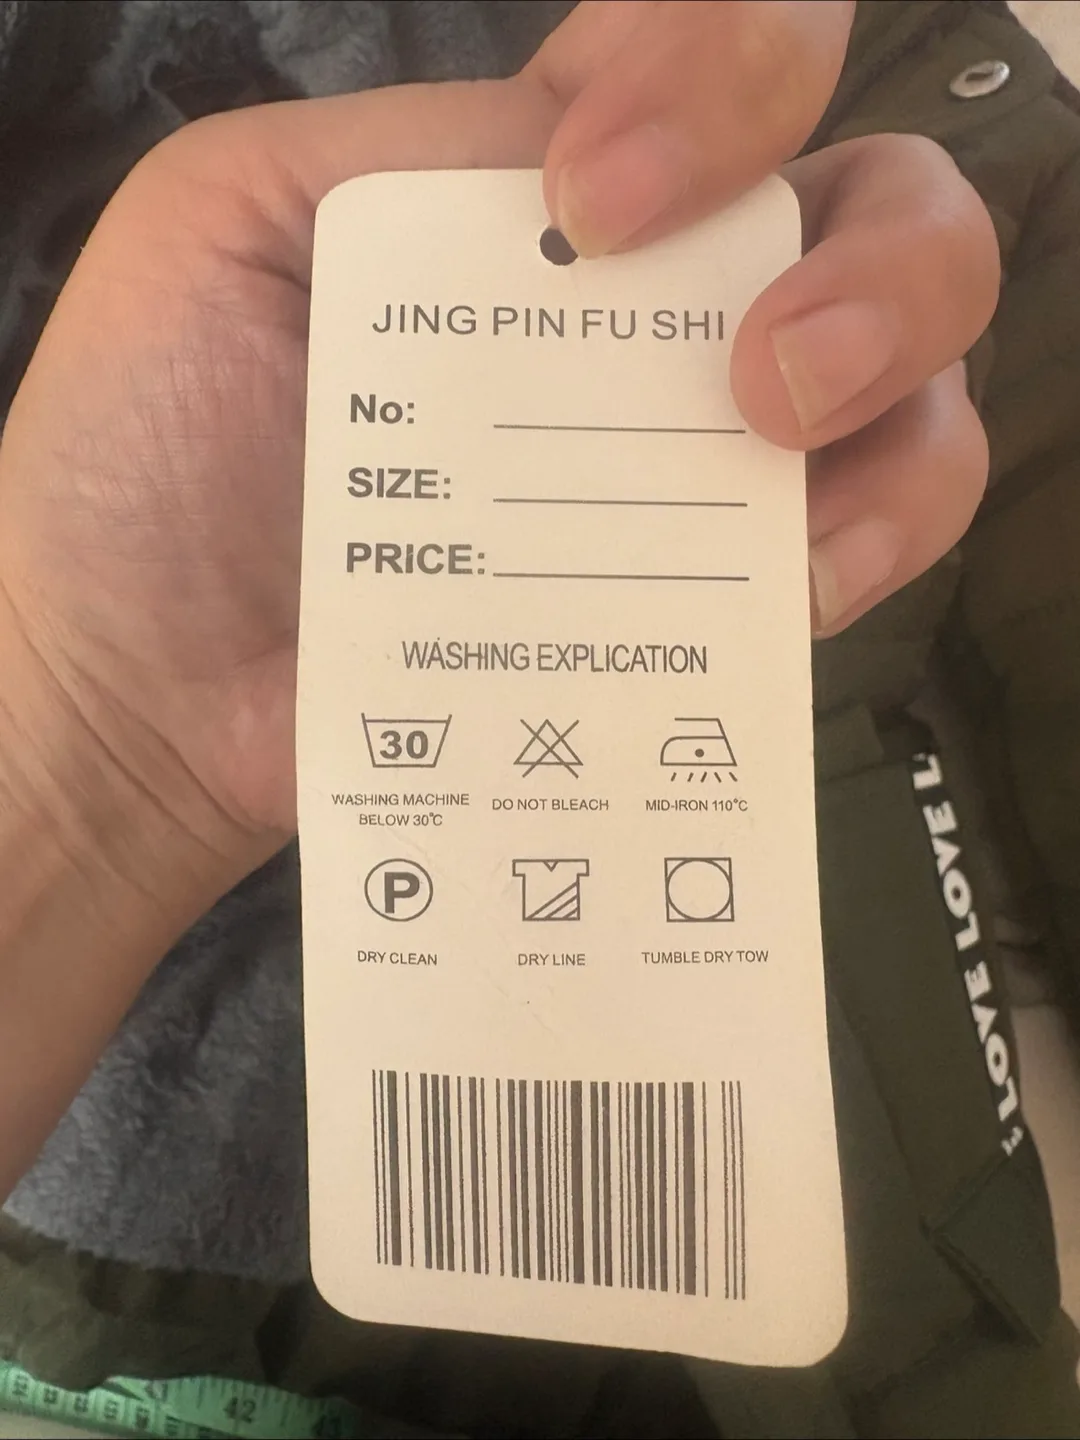 JING PIN FU SHI
No:
SIZE:
PRICE:
WASHING EXPLICATION
30
WASHING MACHINE
BELOW 30°C
DO NOT BLEACH
MID-IRON 110°C
P
DRY CLEAN
DRY LINE
TUMBLE DRY TOW
LOVE LOVE L
42